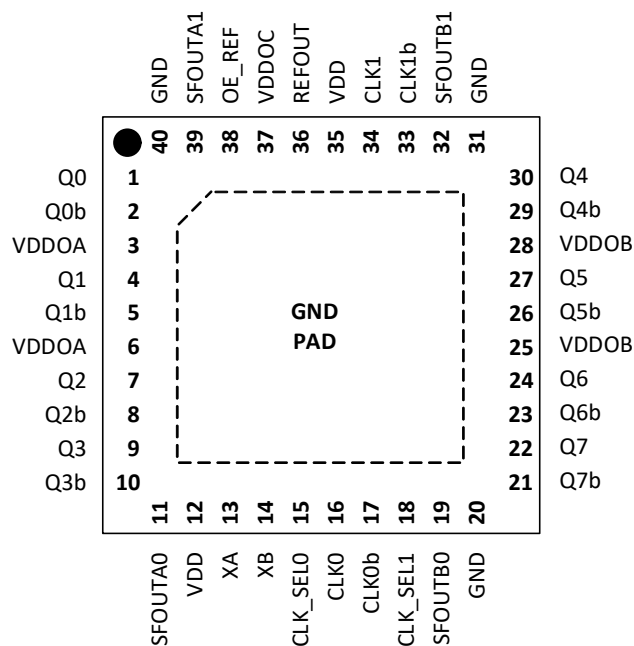 GND
SFOUTA1
OE_REF
VDDOC
REFOUT
VDD
CLK1
CLK1b
SFOUTB1
GND
40 39 38 37 36 35 34 33 32 31
Q0 1
Q0b 2
VDDOA 3
Q1 4
Q1b 5
VDDOA 6
Q2 7
Q2b 8
Q3 9
Q3b 10
GND
PAD
30 Q4
29 Q4b
28 VDDOB
27 Q5
26 Q5b
25 VDDOB
24 Q6
23 Q6b
22 Q7
21 Q7b
11 12 13 14 15 16 17 18 19 20
SFOUTA0
VDD
XA
XB
CLK_SEL0
CLK0
CLK0b
CLK_SEL1
SFOUTB0
GND